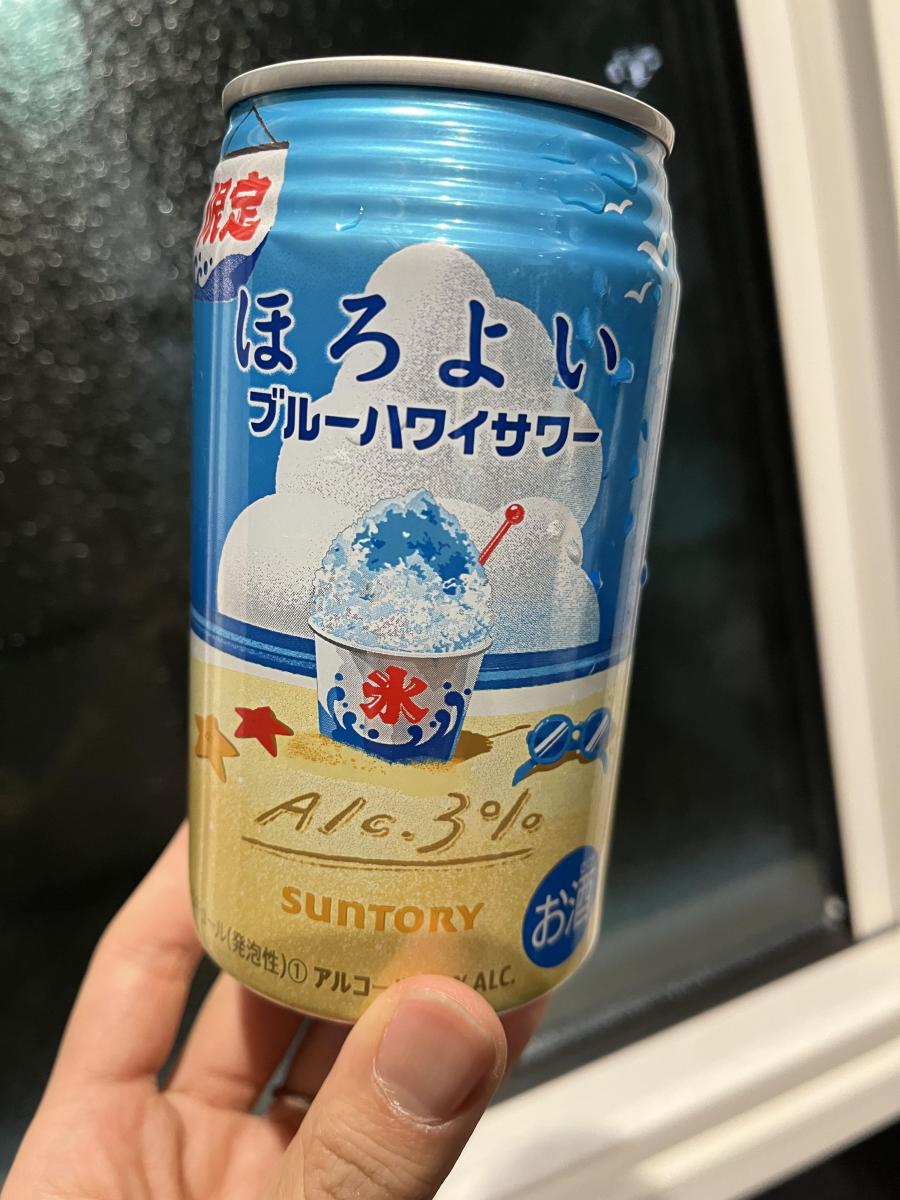 限定
ほろよい
ブルーハワイサワー
氷
Alc.3%
SUNTORY
お酒
ール(発泡性)① アルコー % ALC.